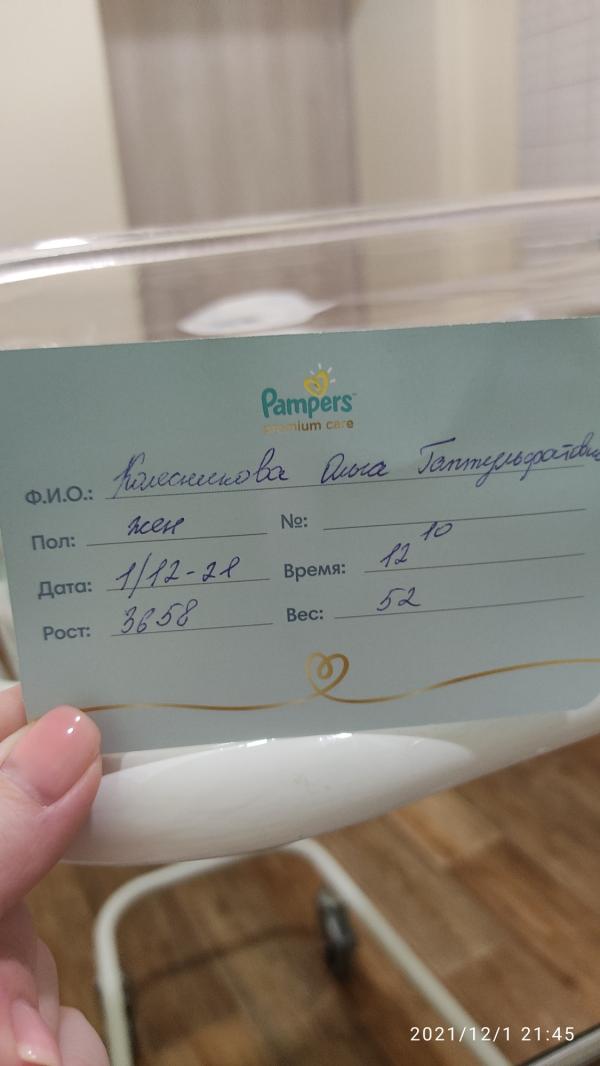 Pampers
premium care
Ф.И.О.: Колесникова Ольга
Пол: жен №:
Дата: 1/12-21 Время: 12 10
Рост: 3658 Вес: 52
2021/12/1 21:45